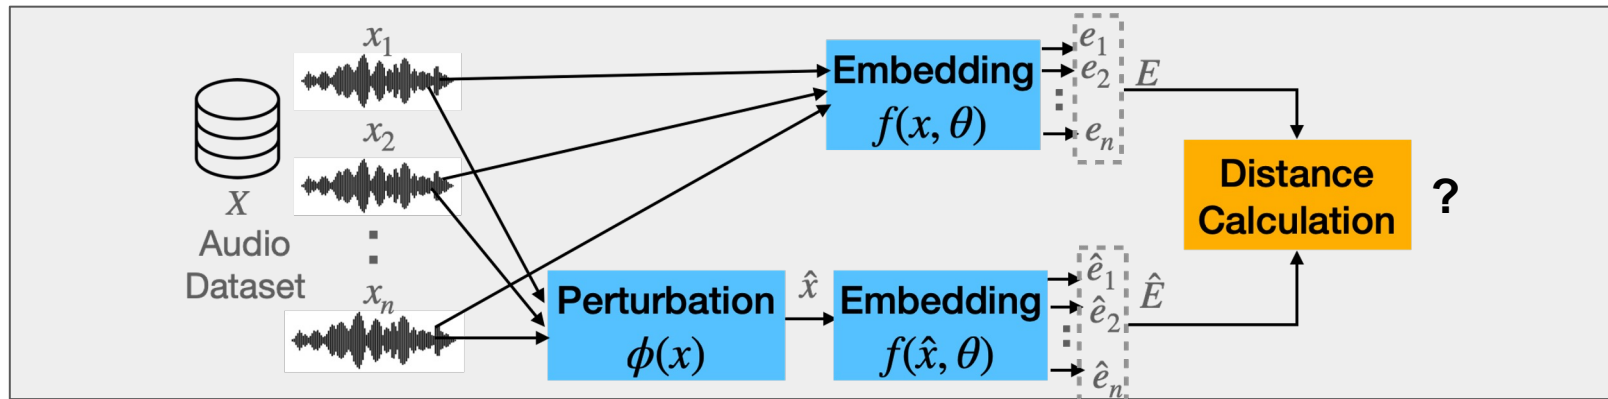 x₁
x₂
xₙ
X
Audio
Dataset
Embedding
f(x, θ)
e₁
e₂
eₙ
E
Perturbation
ϕ(x)
x̂
Embedding
f(x̂, θ)
ê₁
ê₂
êₙ
Ê
Distance
Calculation
?